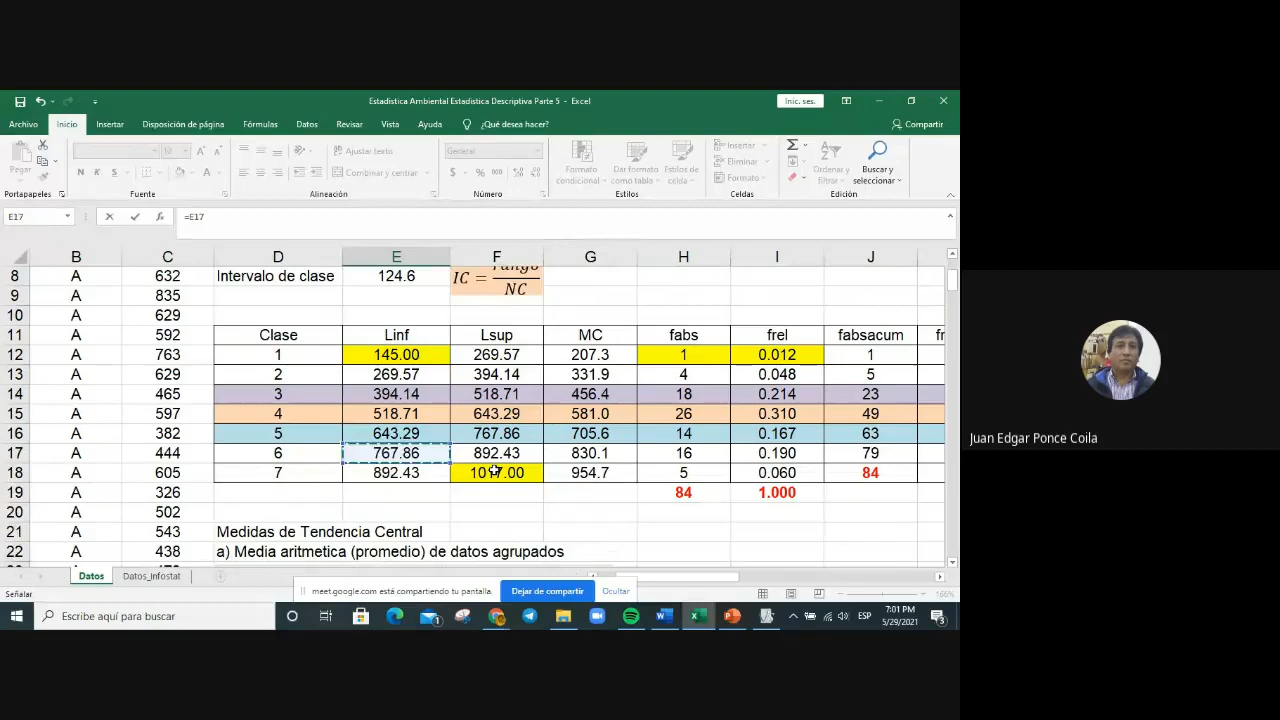 Estadistica Ambiental Estadistica Descriptiva Parte 5 - Excel
Inic. ses.
Archivo Inicio Insertar Disposición de página Fórmulas Datos Revisar Vista Ayuda ¿Qué desea hacer? Compartir
Pegar
N K S
10
Ajustar texto
Combinar y centrar
General
$ % 000
Formato condicional
Dar formato como tabla
Estilos de celda
Insertar
Eliminar
Formato
Ordenar y filtrar
Buscar y seleccionar
Portapapeles Fuente Alineación Número Estilos Celdas Edición
E17 =E17
B C D E F G H I J
8 A 632 Intervalo de clase 124.6 IC = rango / NC
9 A 835
10 A 629
11 A 592 Clase Linf Lsup MC fabs frel fabsacum
12 A 763 1 145.00 269.57 207.3 1 0.012 1
13 A 629 2 269.57 394.14 331.9 4 0.048 5
14 A 465 3 394.14 518.71 456.4 18 0.214 23
15 A 597 4 518.71 643.29 581.0 26 0.310 49
16 A 382 5 643.29 767.86 705.6 14 0.167 63
17 A 444 6 767.86 892.43 830.1 16 0.190 79
18 A 605 7 892.43 1017.00 954.7 5 0.060 84
19 A 326 84 1.000
20 A 502
21 A 543 Medidas de Tendencia Central
22 A 438 a) Media aritmetica (promedio) de datos agrupados
Datos Datos_Infostat
Señalar
meet.google.com está compartiendo tu pantalla. Dejar de compartir Ocultar
166%
Escribe aquí para buscar
ESP
7:01 PM
5/29/2021
Juan Edgar Ponce Coila